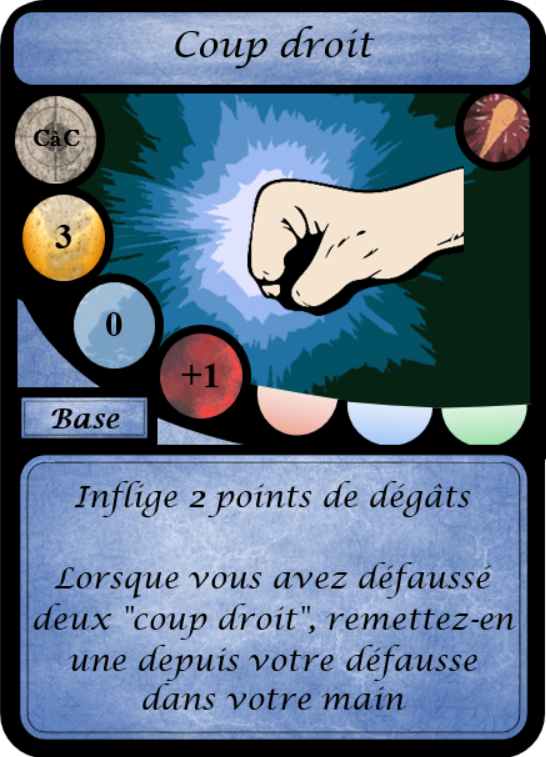 Coup droit
CàC
3
0
+1
Base
Inflige 2 points de dégâts
Lorsque vous avez défaussé
deux "coup droit", remettez-en
une depuis votre défausse
dans votre main